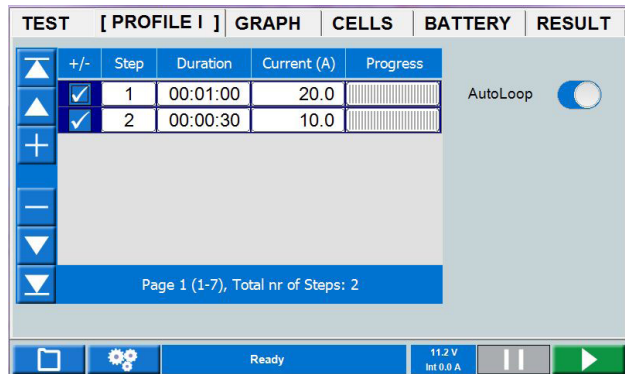 TEST [ PROFILE I ] GRAPH CELLS BATTERY RESULT
+/- Step Duration Current (A) Progress
1 00:01:00 20.0
2 00:00:30 10.0
AutoLoop
Page 1 (1-7), Total nr of Steps: 2
Ready
11.2 V
Int 0.0 A